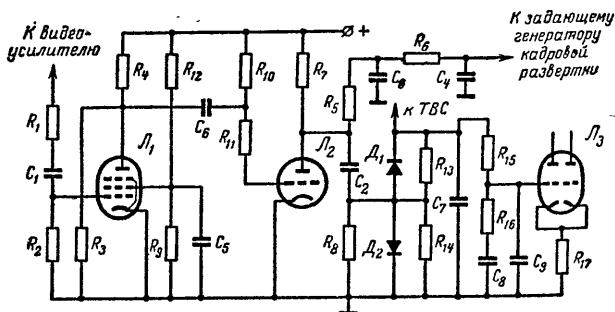 К видео-
усилителю
К задающему
генератору
кадровой
развертки
+
к ТВС
R4
R12
R10
R7
R6
C8
C4
R5
R1
C6
R11
Л1
Л2
Д1
R13
R15
Л3
C1
C2
C7
R2
R3
R9
C5
R8
Д2
R14
R16
C8
C9
R17